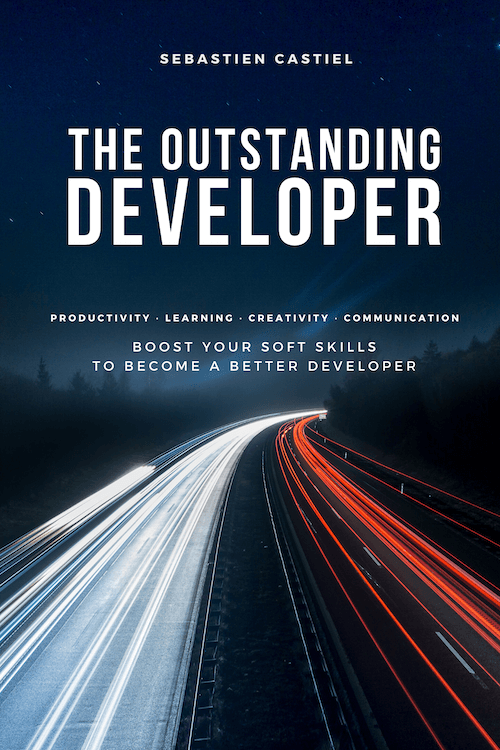 SEBASTIEN CASTIEL
THE OUTSTANDING
DEVELOPER
PRODUCTIVITY · LEARNING · CREATIVITY · COMMUNICATION
BOOST YOUR SOFT SKILLS
TO BECOME A BETTER DEVELOPER